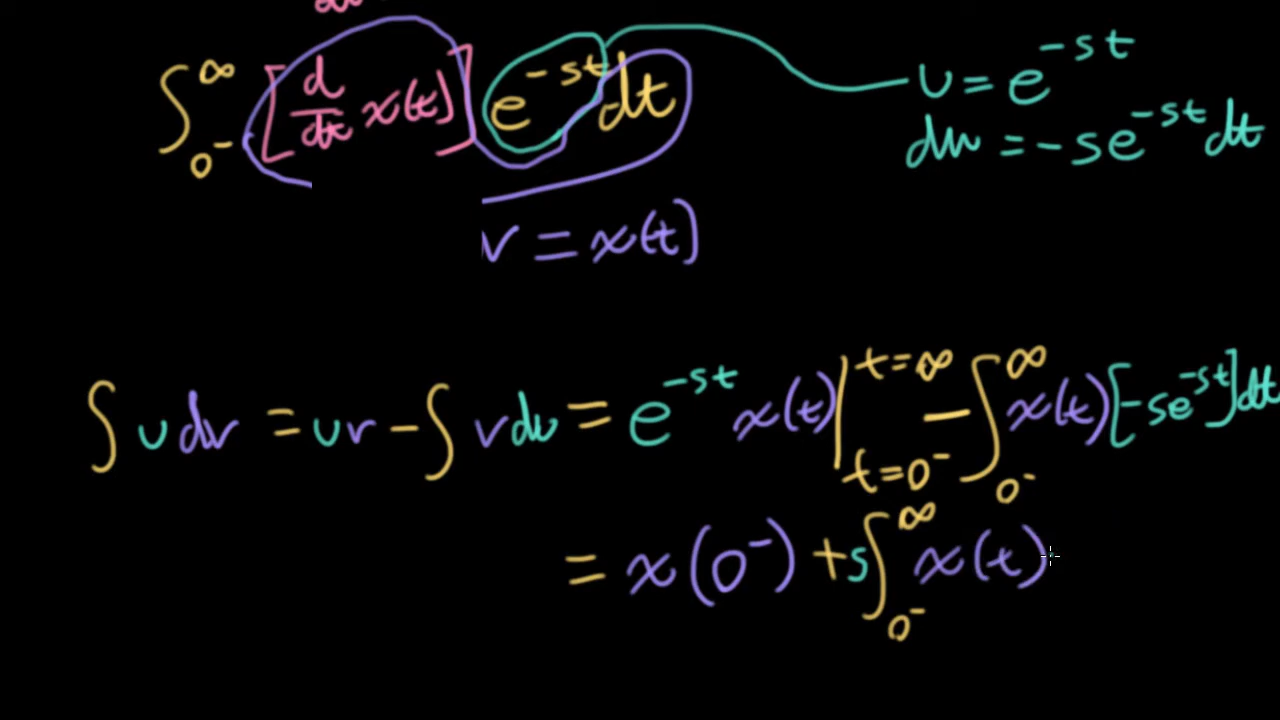 ∫₀₋^∞ [d/dt x(t)] e^{-st} dt
u = e^{-st}
du = -se^{-st}dt
v = x(t)
∫ u dv = uv - ∫ v du = e^{-st} x(t) |_{t=0⁻}^{t=∞} - ∫_{0⁻}^{∞} x(t)[-se^{-st}]dt
= x(0⁻) + s∫_{0⁻}^{∞} x(t)